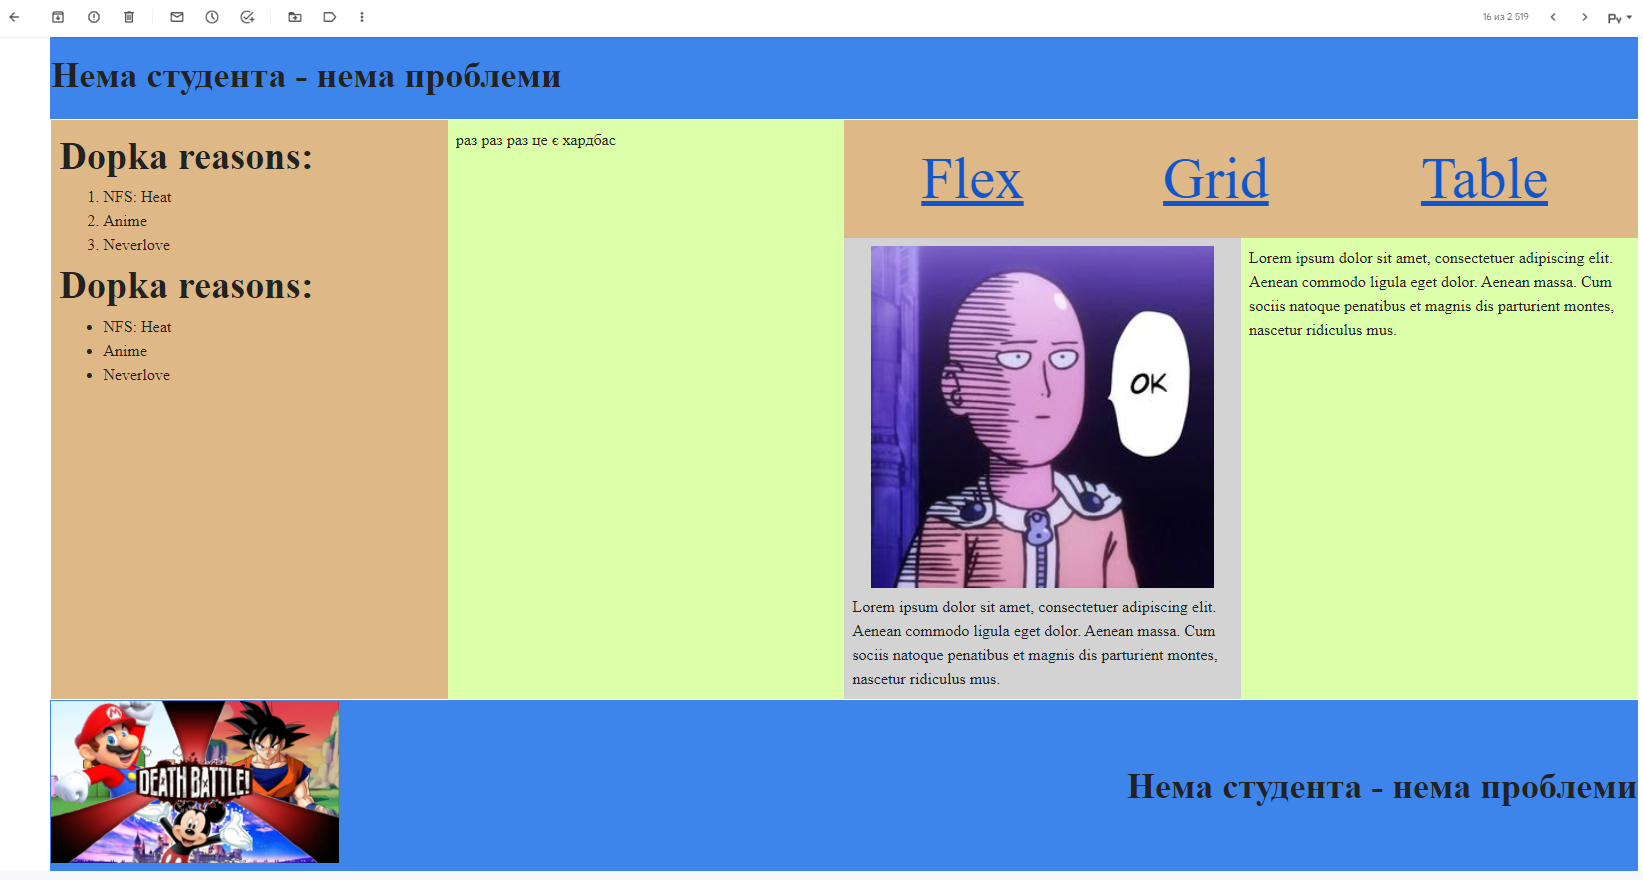 16 из 2 519
Ру
Нема студента - нема проблеми
Dopka reasons:
1. NFS: Heat
2. Anime
3. Neverlove
Dopka reasons:
• NFS: Heat
• Anime
• Neverlove
раз раз раз це є хардбас
Flex Grid Table
OK
Lorem ipsum dolor sit amet, consectetuer adipiscing elit.
Aenean commodo ligula eget dolor. Aenean massa. Cum
sociis natoque penatibus et magnis dis parturient montes,
nascetur ridiculus mus.
Lorem ipsum dolor sit amet, consectetuer adipiscing elit.
Aenean commodo ligula eget dolor. Aenean massa. Cum
sociis natoque penatibus et magnis dis parturient montes,
nascetur ridiculus mus.
M
DEATH BATTLE!
Нема студента - нема проблеми